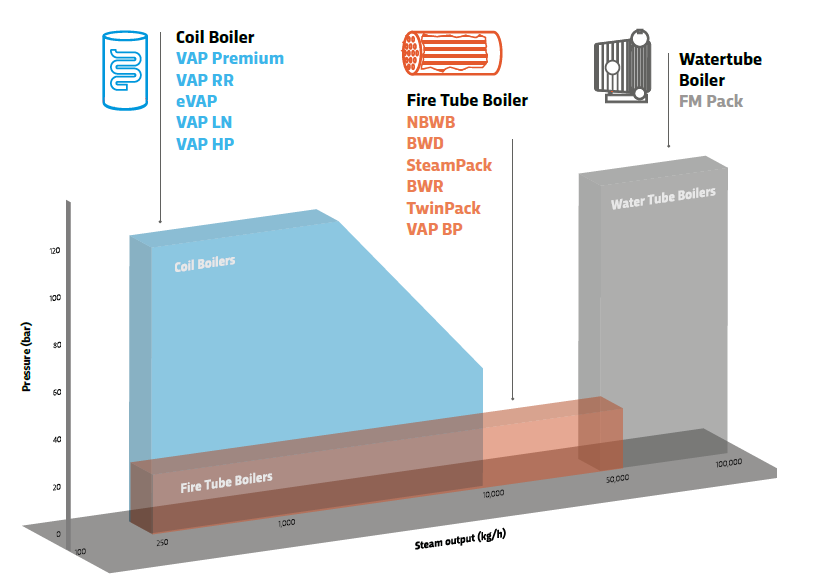 Coil Boiler
VAP Premium
VAP RR
eVAP
VAP LN
VAP HP
Fire Tube Boiler
NBWB
BWD
SteamPack
BWR
TwinPack
VAP BP
Watertube
Boiler
FM Pack
Water Tube Boilers
Coil Boilers
Fire Tube Boilers
Pressure (bar)
120
100
80
60
40
20
0
100
250
1,000
10,000
50,000
100,000
Steam output (kg/h)